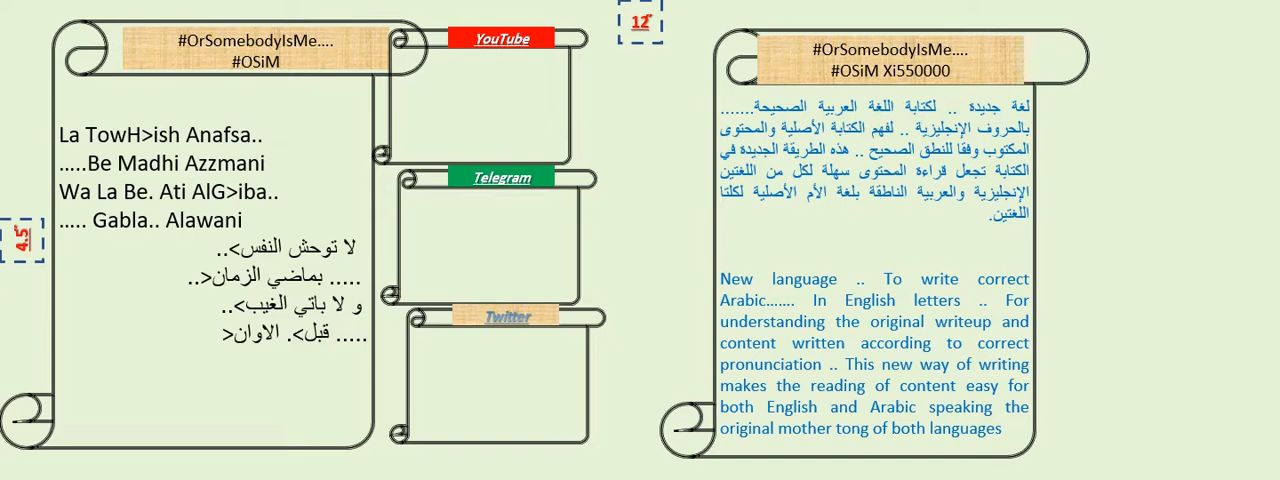 #OrSomebodyIsMe....
#OSiM
La TowH>ish Anafsa..
.....Be Madhi Azzmani
Wa La Be. Ati AlG>iba..
..... Gabla.. Alawani
لا توحش النفس>..
..... بماضي الزمان>..
و لا باتي الغيب>..
..... قبل>. الاوان>
4.5"
YouTube
Telegram
Twitter
12"
#OrSomebodyIsMe....
#OSiM Xi550000
لغة جديدة .. لكتابة اللغة العربية الصحيحة.......
بالحروف الإنجليزية .. لفهم الكتابة الأصلية والمحتوى
المكتوب وفقًا للنطق الصحيح .. هذه الطريقة الجديدة في
الكتابة تجعل قراءة المحتوى سهلة لكل من اللغتين
الإنجليزية والعربية الناطقة بلغة الأم الأصلية لكلتا
اللغتين.
New language .. To write correct
Arabic....... In English letters .. For
understanding the original writeup and
content written according to correct
pronunciation .. This new way of writing
makes the reading of content easy for
both English and Arabic speaking the
original mother tong of both languages